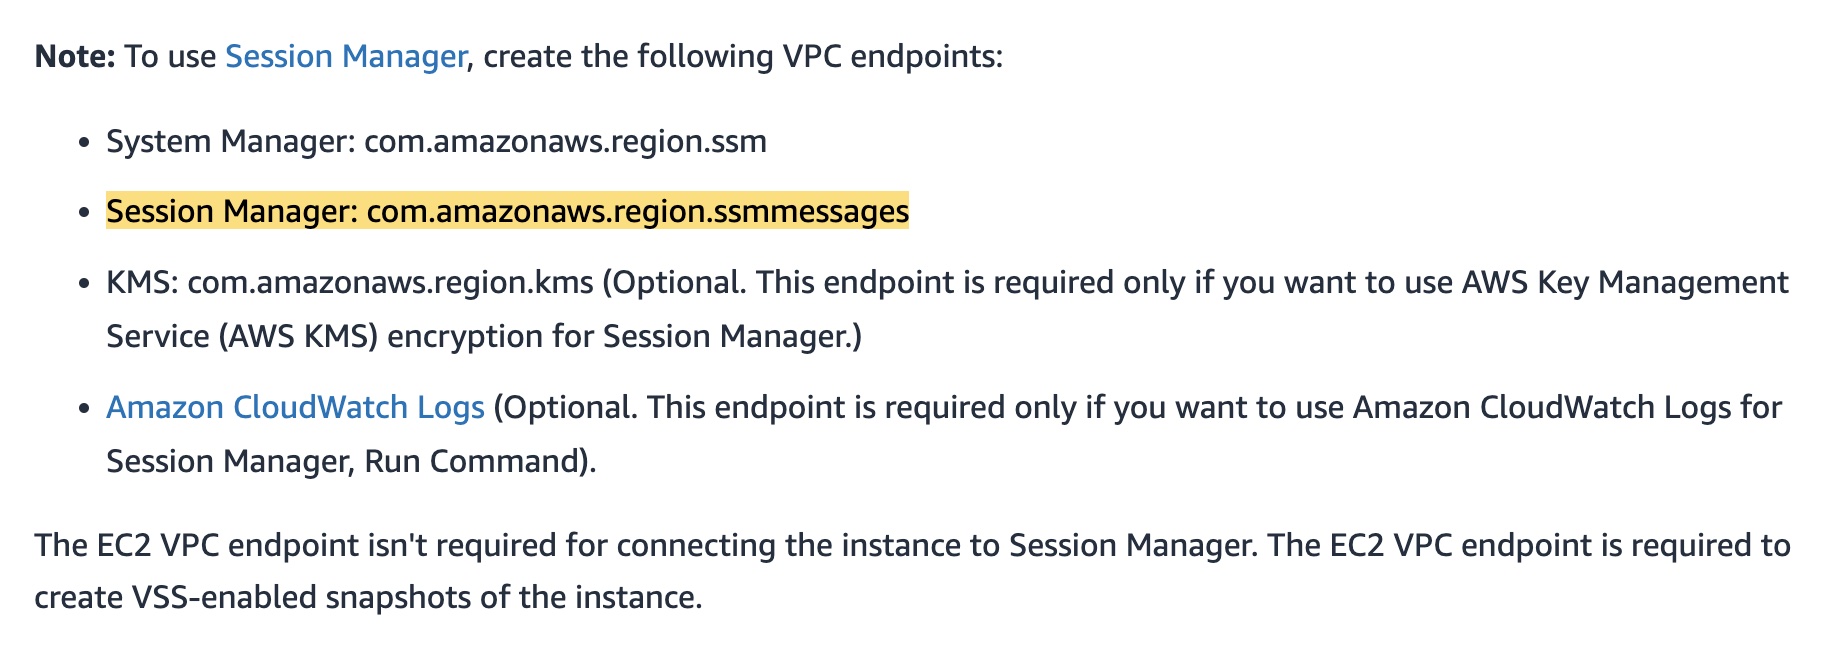 Note: To use Session Manager, create the following VPC endpoints:
• System Manager: com.amazonaws.region.ssm
• Session Manager: com.amazonaws.region.ssmmessages
• KMS: com.amazonaws.region.kms (Optional. This endpoint is required only if you want to use AWS Key Management
Service (AWS KMS) encryption for Session Manager.)
• Amazon CloudWatch Logs (Optional. This endpoint is required only if you want to use Amazon CloudWatch Logs for
Session Manager, Run Command).
The EC2 VPC endpoint isn't required for connecting the instance to Session Manager. The EC2 VPC endpoint is required to
create VSS-enabled snapshots of the instance.